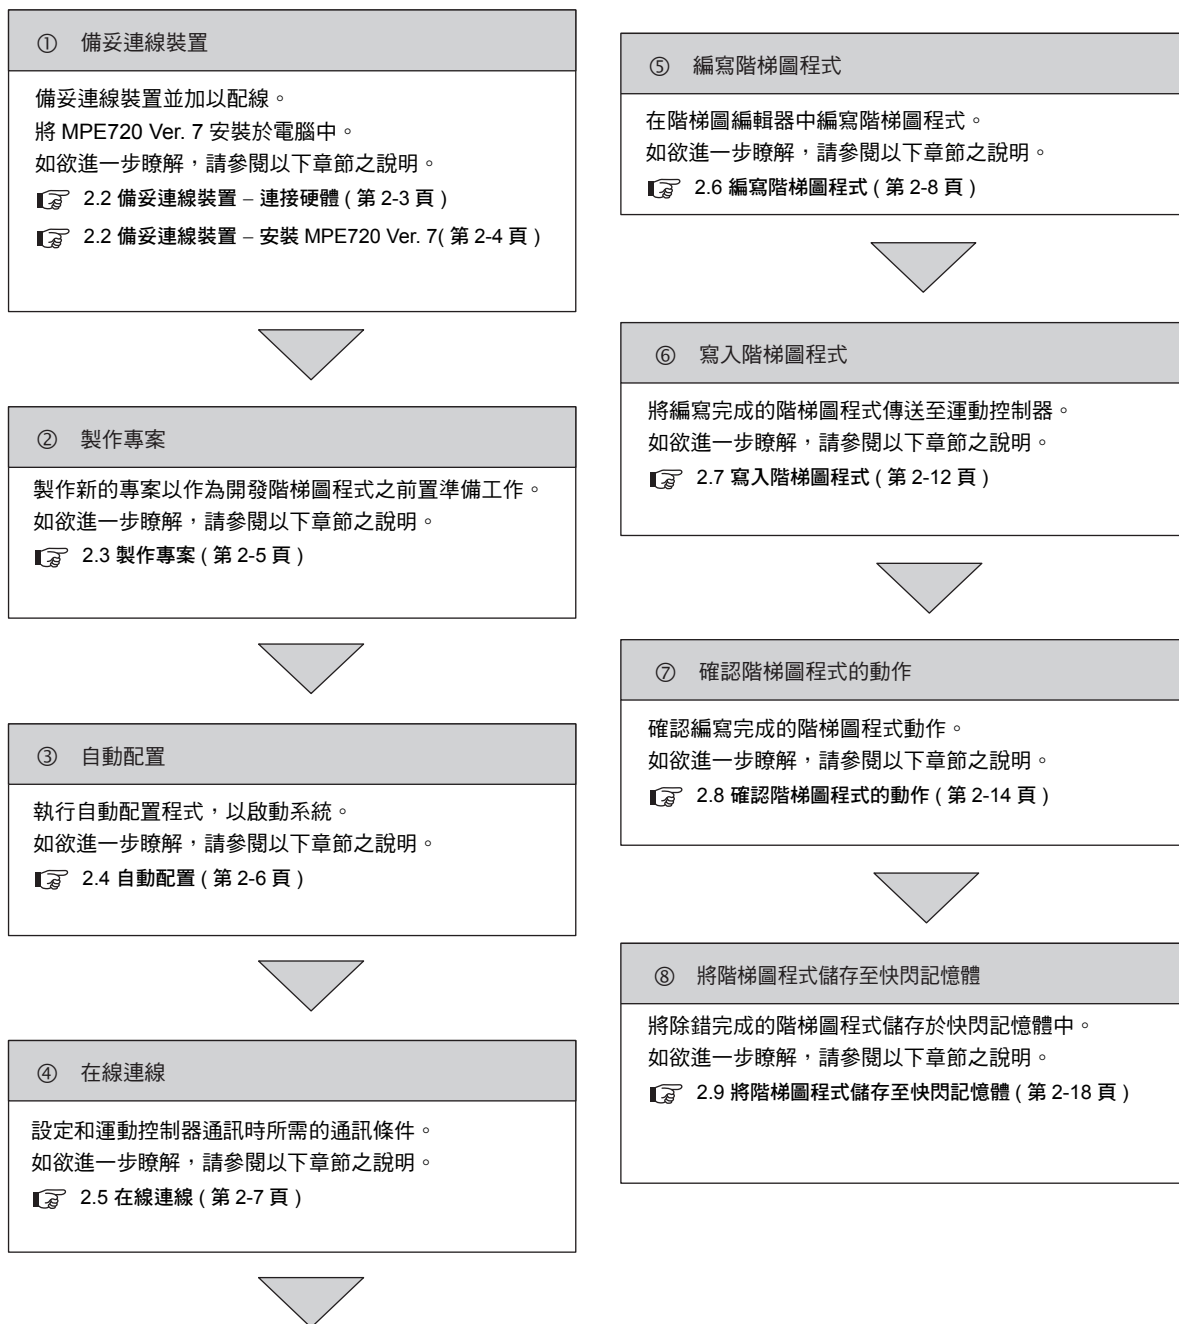 ① 備妥連線裝置
備妥連線裝置並加以配線。
將 MPE720 Ver. 7 安裝於電腦中。
如欲進一步瞭解，請參閱以下章節之說明。
2.2 備妥連線裝置 – 連接硬體 ( 第 2-3 頁 )
2.2 備妥連線裝置 – 安裝 MPE720 Ver. 7( 第 2-4 頁 )
② 製作專案
製作新的專案以作為開發階梯圖程式之前置準備工作。
如欲進一步瞭解，請參閱以下章節之說明。
2.3 製作專案 ( 第 2-5 頁 )
③ 自動配置
執行自動配置程式，以啟動系統。
如欲進一步瞭解，請參閱以下章節之說明。
2.4 自動配置 ( 第 2-6 頁 )
④ 在線連線
設定和運動控制器通訊時所需的通訊條件。
如欲進一步瞭解，請參閱以下章節之說明。
2.5 在線連線 ( 第 2-7 頁 )
⑤ 編寫階梯圖程式
在階梯圖編輯器中編寫階梯圖程式。
如欲進一步瞭解，請參閱以下章節之說明。
2.6 編寫階梯圖程式 ( 第 2-8 頁 )
⑥ 寫入階梯圖程式
將編寫完成的階梯圖程式傳送至運動控制器。
如欲進一步瞭解，請參閱以下章節之說明。
2.7 寫入階梯圖程式 ( 第 2-12 頁 )
⑦ 確認階梯圖程式的動作
確認編寫完成的階梯圖程式動作。
如欲進一步瞭解，請參閱以下章節之說明。
2.8 確認階梯圖程式的動作 ( 第 2-14 頁 )
⑧ 將階梯圖程式儲存至快閃記憶體
將除錯完成的階梯圖程式儲存於快閃記憶體中。
如欲進一步瞭解，請參閱以下章節之說明。
2.9 將階梯圖程式儲存至快閃記憶體 ( 第 2-18 頁 )